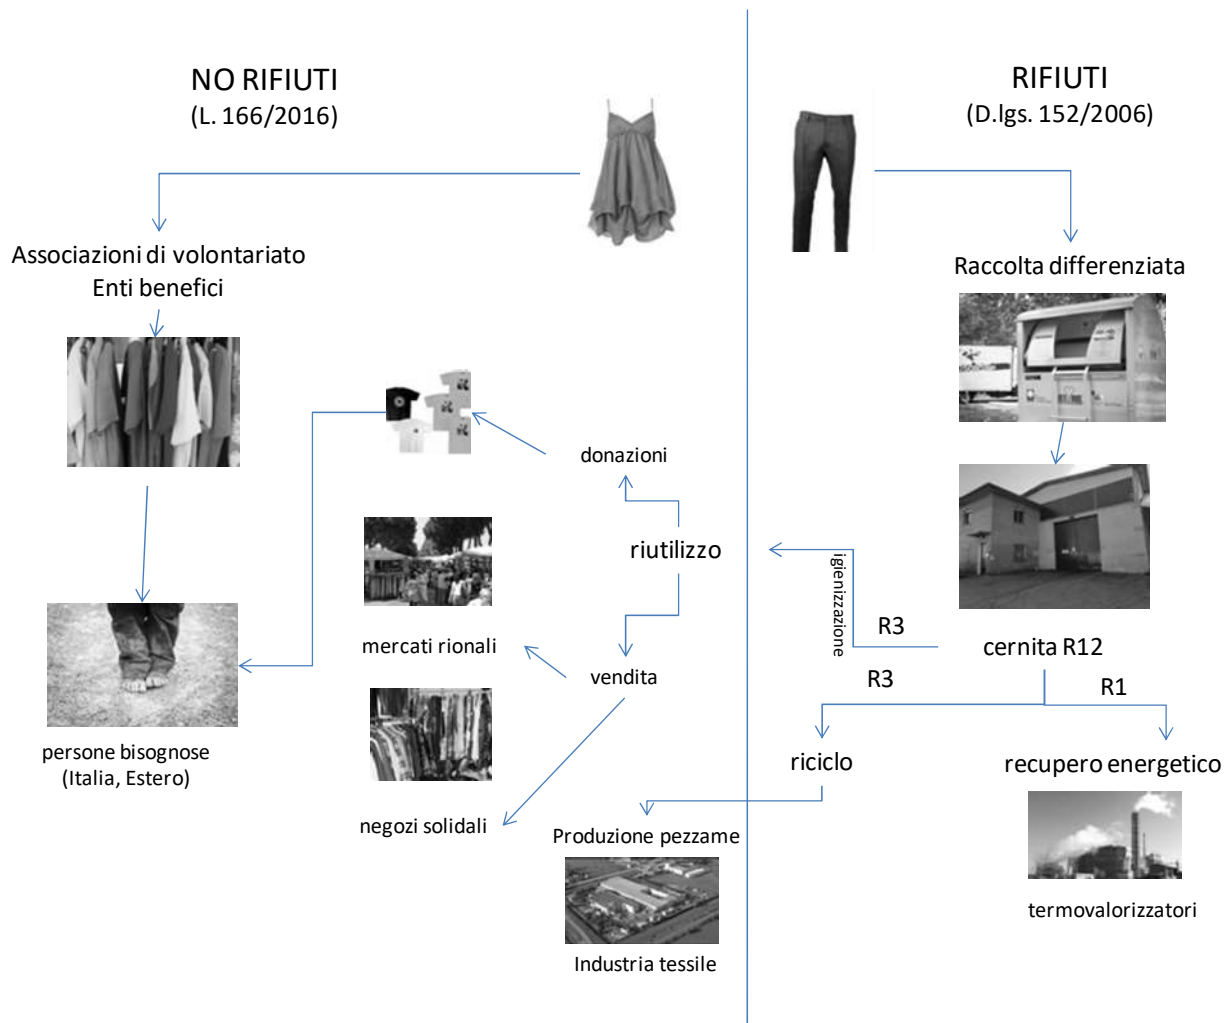 NO RIFIUTI
(L. 166/2016)
RIFIUTI
(D.lgs. 152/2006)
Associazioni di volontariato
Enti benefici
Raccolta differenziata
donazioni
riutilizzo
igienizzazione
R3
cernita R12
mercati rionali
vendita
R3
R1
persone bisognose
(Italia, Estero)
riciclo
recupero energetico
negozi solidali
Produzione pezzame
termovalorizzatori
Industria tessile